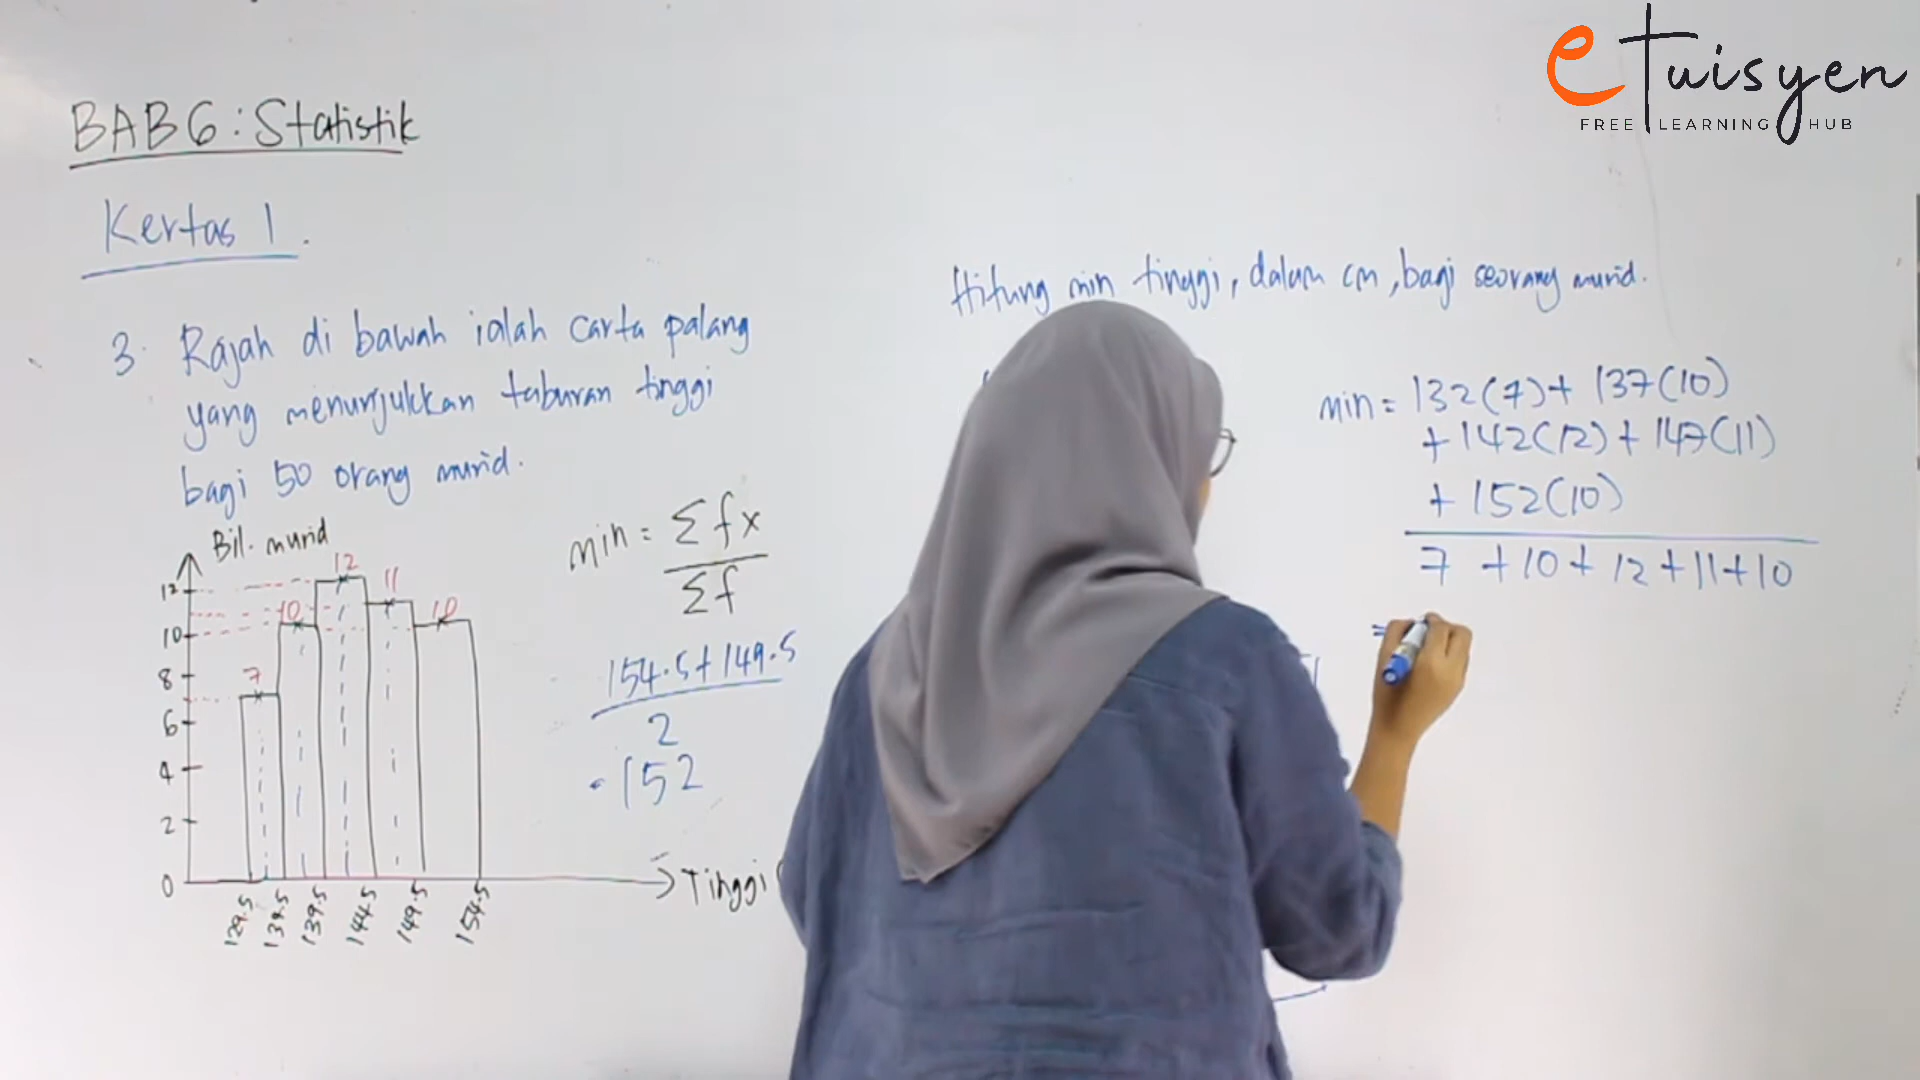 e Tuisyen
FREE LEARNING HUB
BAB 6 : Statistik
Kertas 1.
3. Rajah di bawah ialah carta palang
yang menunjukkan taburan tinggi
bagi 50 orang murid.
Bil. murid
12
10
8
6
4
2
0
7
10
12
11
10
129.5
139.5
139.5
144.5
149.5
154.5
Tinggi (
min = Σfx
Σf
154.5+149.5
2
=152
Hitung min tinggi, dalam cm, bagi seorang murid.
min = 132(7)+ 137(10)
+ 142(12) + 147(11)
+ 152(10)
7 + 10 + 12 + 11 + 10
=